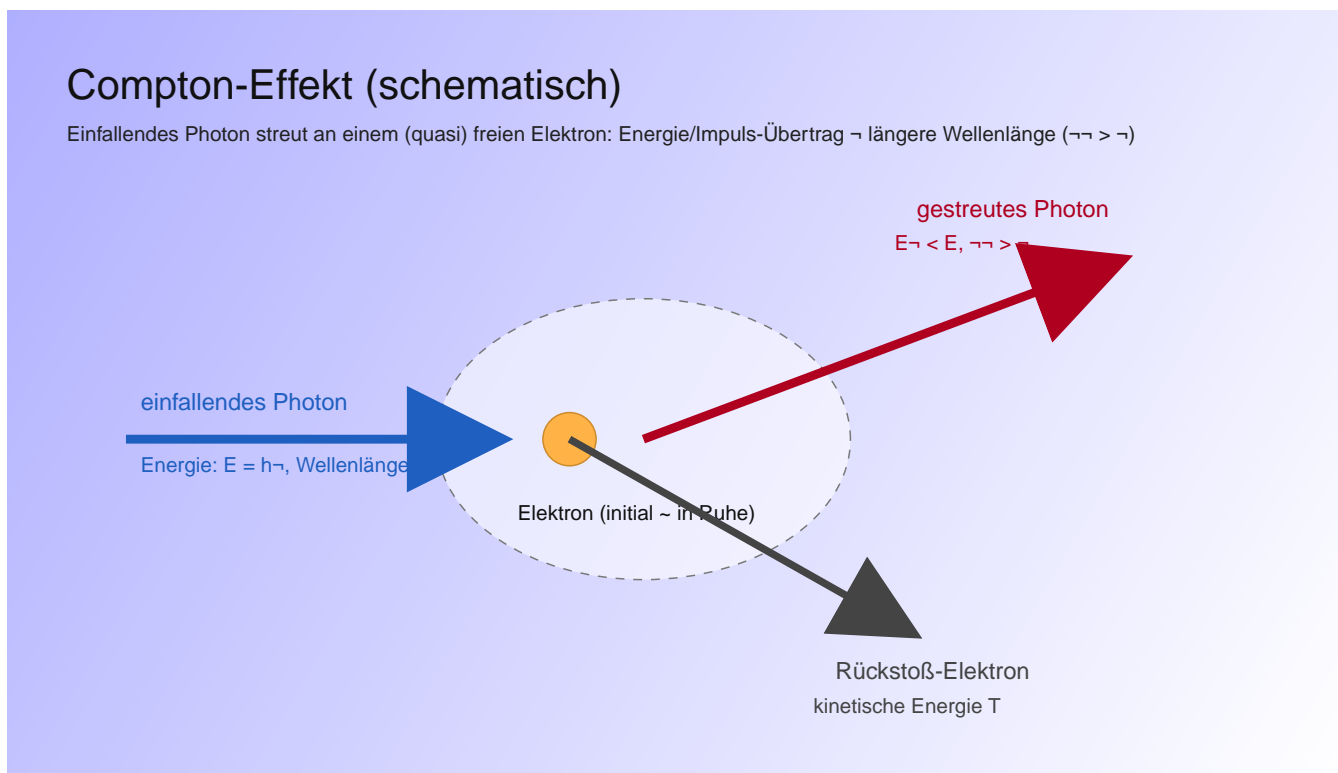 Compton-Effekt (schematisch)
Einfallendes Photon streut an einem (quasi) freien Elektron: Energie/Impuls-Übertrag ¬ längere Wellenlänge (¬¬ > ¬)
gestreutes Photon
E¬ < E, ¬¬ > ¬
einfallendes Photon
Energie: E = h¬, Wellenlänge
Elektron (initial ~ in Ruhe)
Rückstoß-Elektron
kinetische Energie T